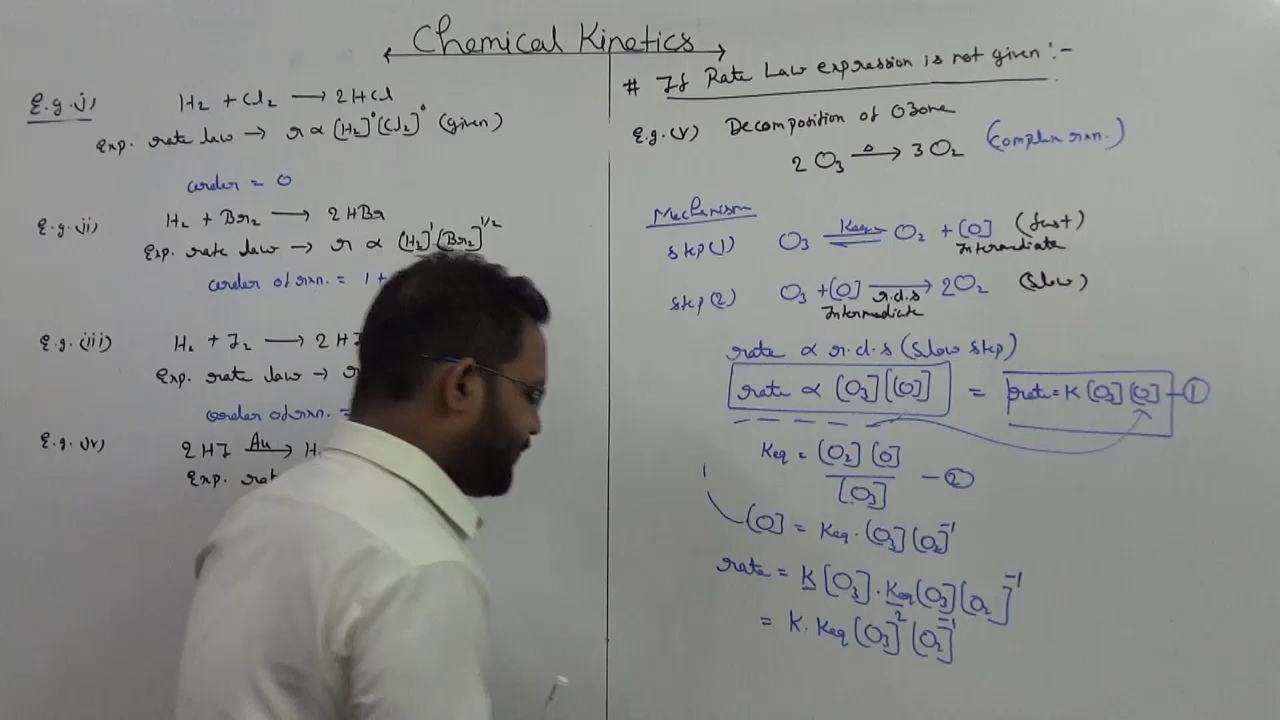 Chemical Kinetics
E.g. i) H₂ + Cl₂ ⟶ 2HCl
Exp. rate law → r ∝ [H₂]⁰[Cl₂]⁰ (given)
order = 0
E.g. ii) H₂ + Br₂ ⟶ 2HBr
Exp. rate law → r ∝ [H₂]¹[Br₂]^1/2
order of rxn. = 1 +
E.g. (iii) H₂ + I₂ ⟶ 2HI
Exp. rate law → r
order of rxn. =
E.g. iv) 2HI —Au→ H
Exp. rat
# If Rate Law expression is not given :-
E.g. (v) Decomposition of Ozone
2O₃ —Δ→ 3O₂ (Complex rxn.)
Mechanism
step (1) O₃ ⇌ Keq O₂ + [O] (fast)
Intermediate
step (2) O₃ + [O] —r.d.s→ 2O₂ (Slow)
Intermediate
rate ∝ r.d.s (Slow step)
rate ∝ [O₃][O] = rate = K[O₃][O] — ①
Keq = [O₂][O] / [O₃] — ②
[O] = Keq · [O₃][O₂]⁻¹
rate = K[O₃] · Keq[O₃][O₂]⁻¹
= K · Keq[O₃]²[O₂]⁻¹